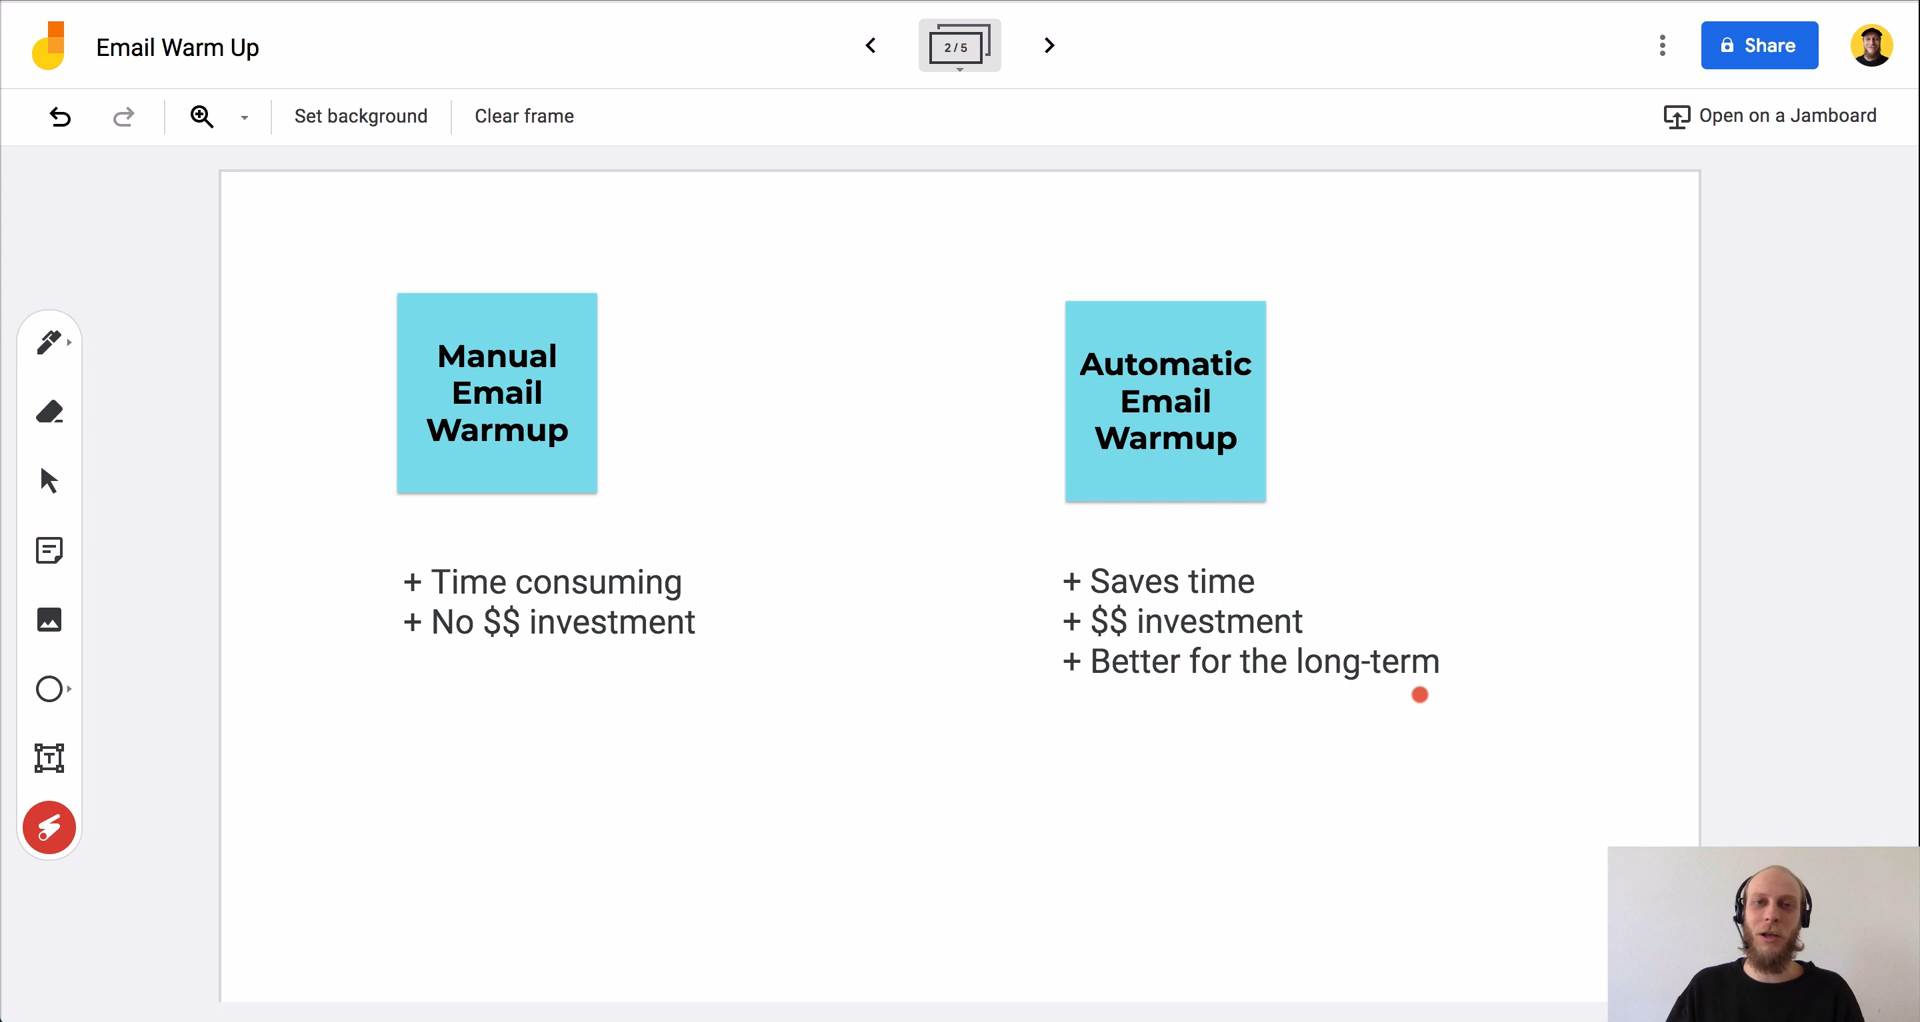 Email Warm Up
2/5
Share
Set background
Clear frame
Open on a Jamboard
Manual
Email
Warmup
+ Time consuming
+ No $$ investment
Automatic
Email
Warmup
+ Saves time
+ $$ investment
+ Better for the long-term